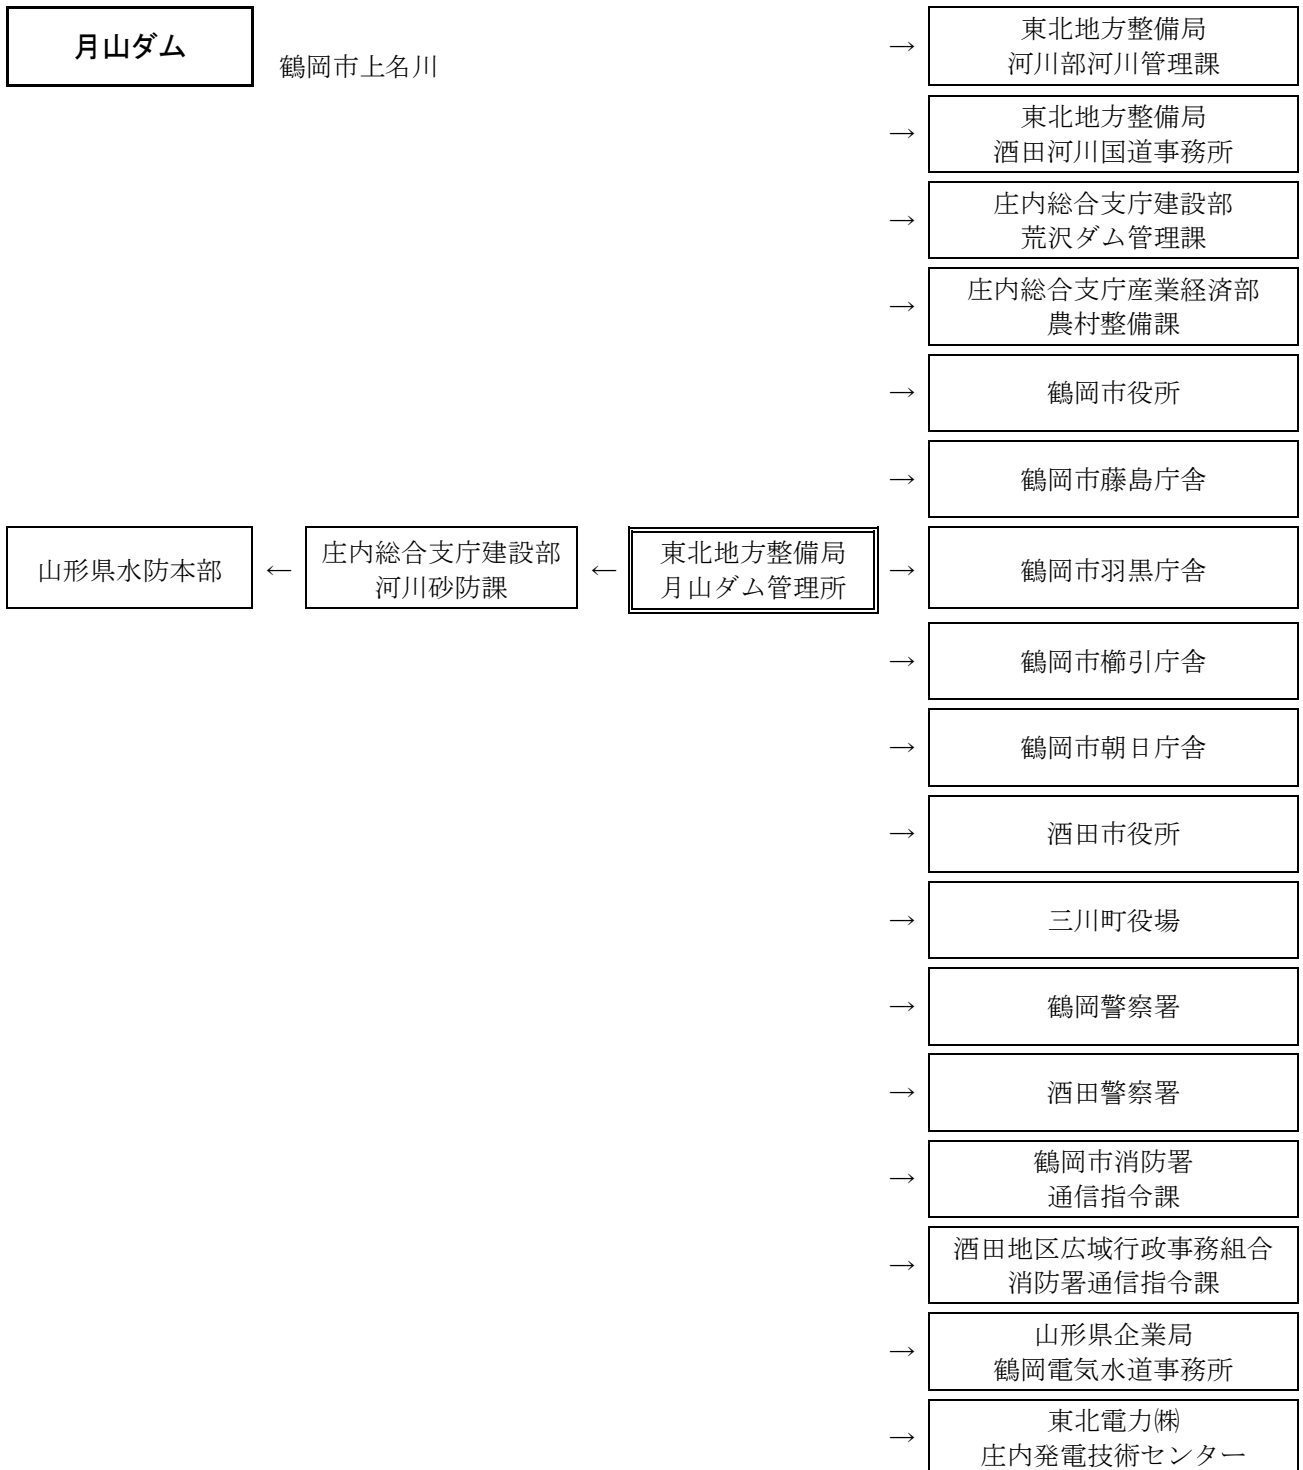 月山ダム
鶴岡市上名川
→
東北地方整備局
河川部河川管理課
→
東北地方整備局
酒田河川国道事務所
→
庄内総合支庁建設部
荒沢ダム管理課
→
庄内総合支庁産業経済部
農村整備課
→
鶴岡市役所
→
鶴岡市藤島庁舎
山形県水防本部
←
庄内総合支庁建設部
河川砂防課
←
東北地方整備局
月山ダム管理所
→
鶴岡市羽黒庁舎
→
鶴岡市櫛引庁舎
→
鶴岡市朝日庁舎
→
酒田市役所
→
三川町役場
→
鶴岡警察署
→
酒田警察署
→
鶴岡市消防署
通信指令課
→
酒田地区広域行政事務組合
消防署通信指令課
→
山形県企業局
鶴岡電気水道事務所
→
東北電力㈱
庄内発電技術センター